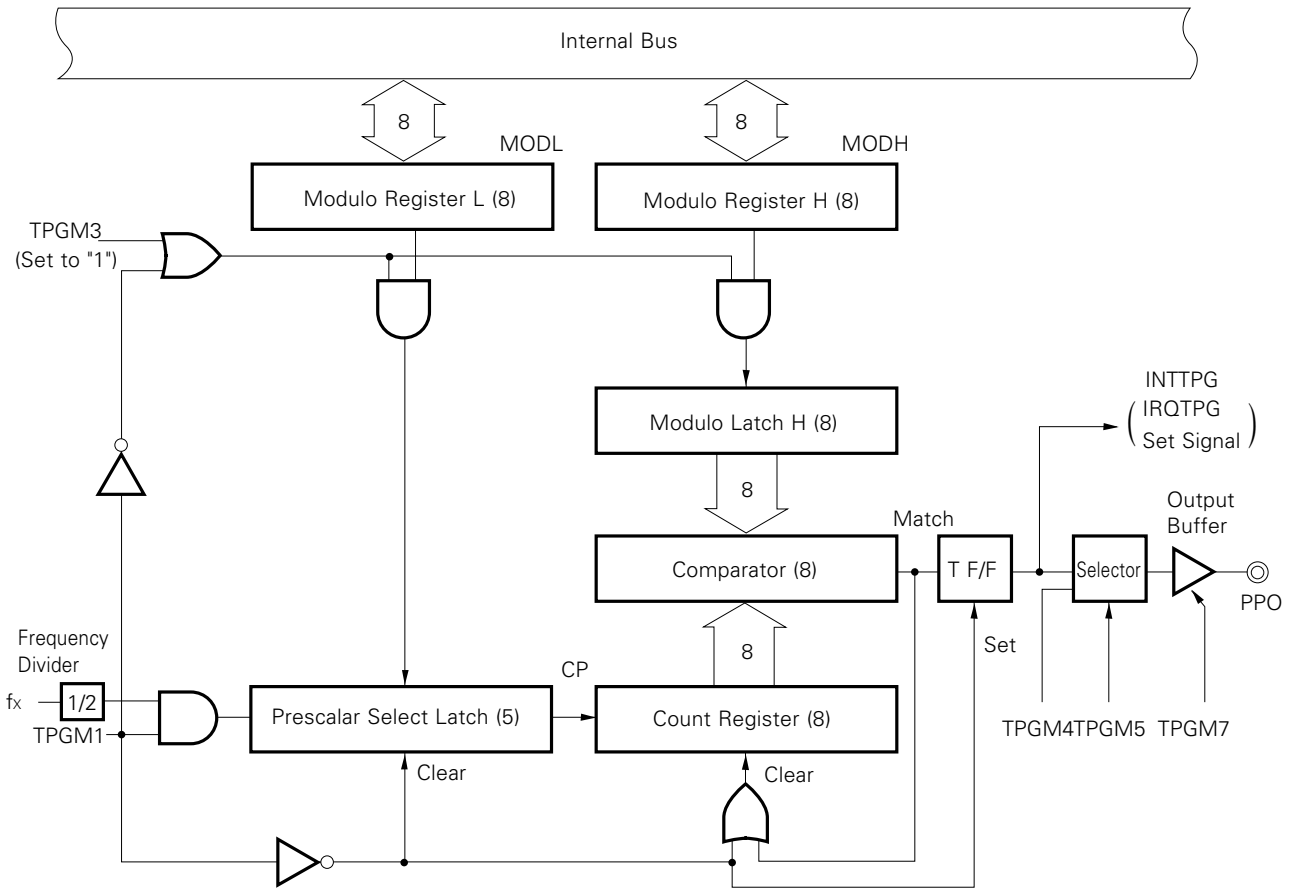 Internal Bus
8
8
MODL
MODH
Modulo Register L (8)
Modulo Register H (8)
TPGM3
(Set to "1")
Modulo Latch H (8)
INTTPG
IRQTPG
Set Signal
8
Output
Buffer
Match
Comparator (8)
T F/F
Selector
PPO
Set
8
Frequency
Divider
CP
fx
1/2
Prescalar Select Latch (5)
Count Register (8)
TPGM1
TPGM4
TPGM5
TPGM7
Clear
Clear